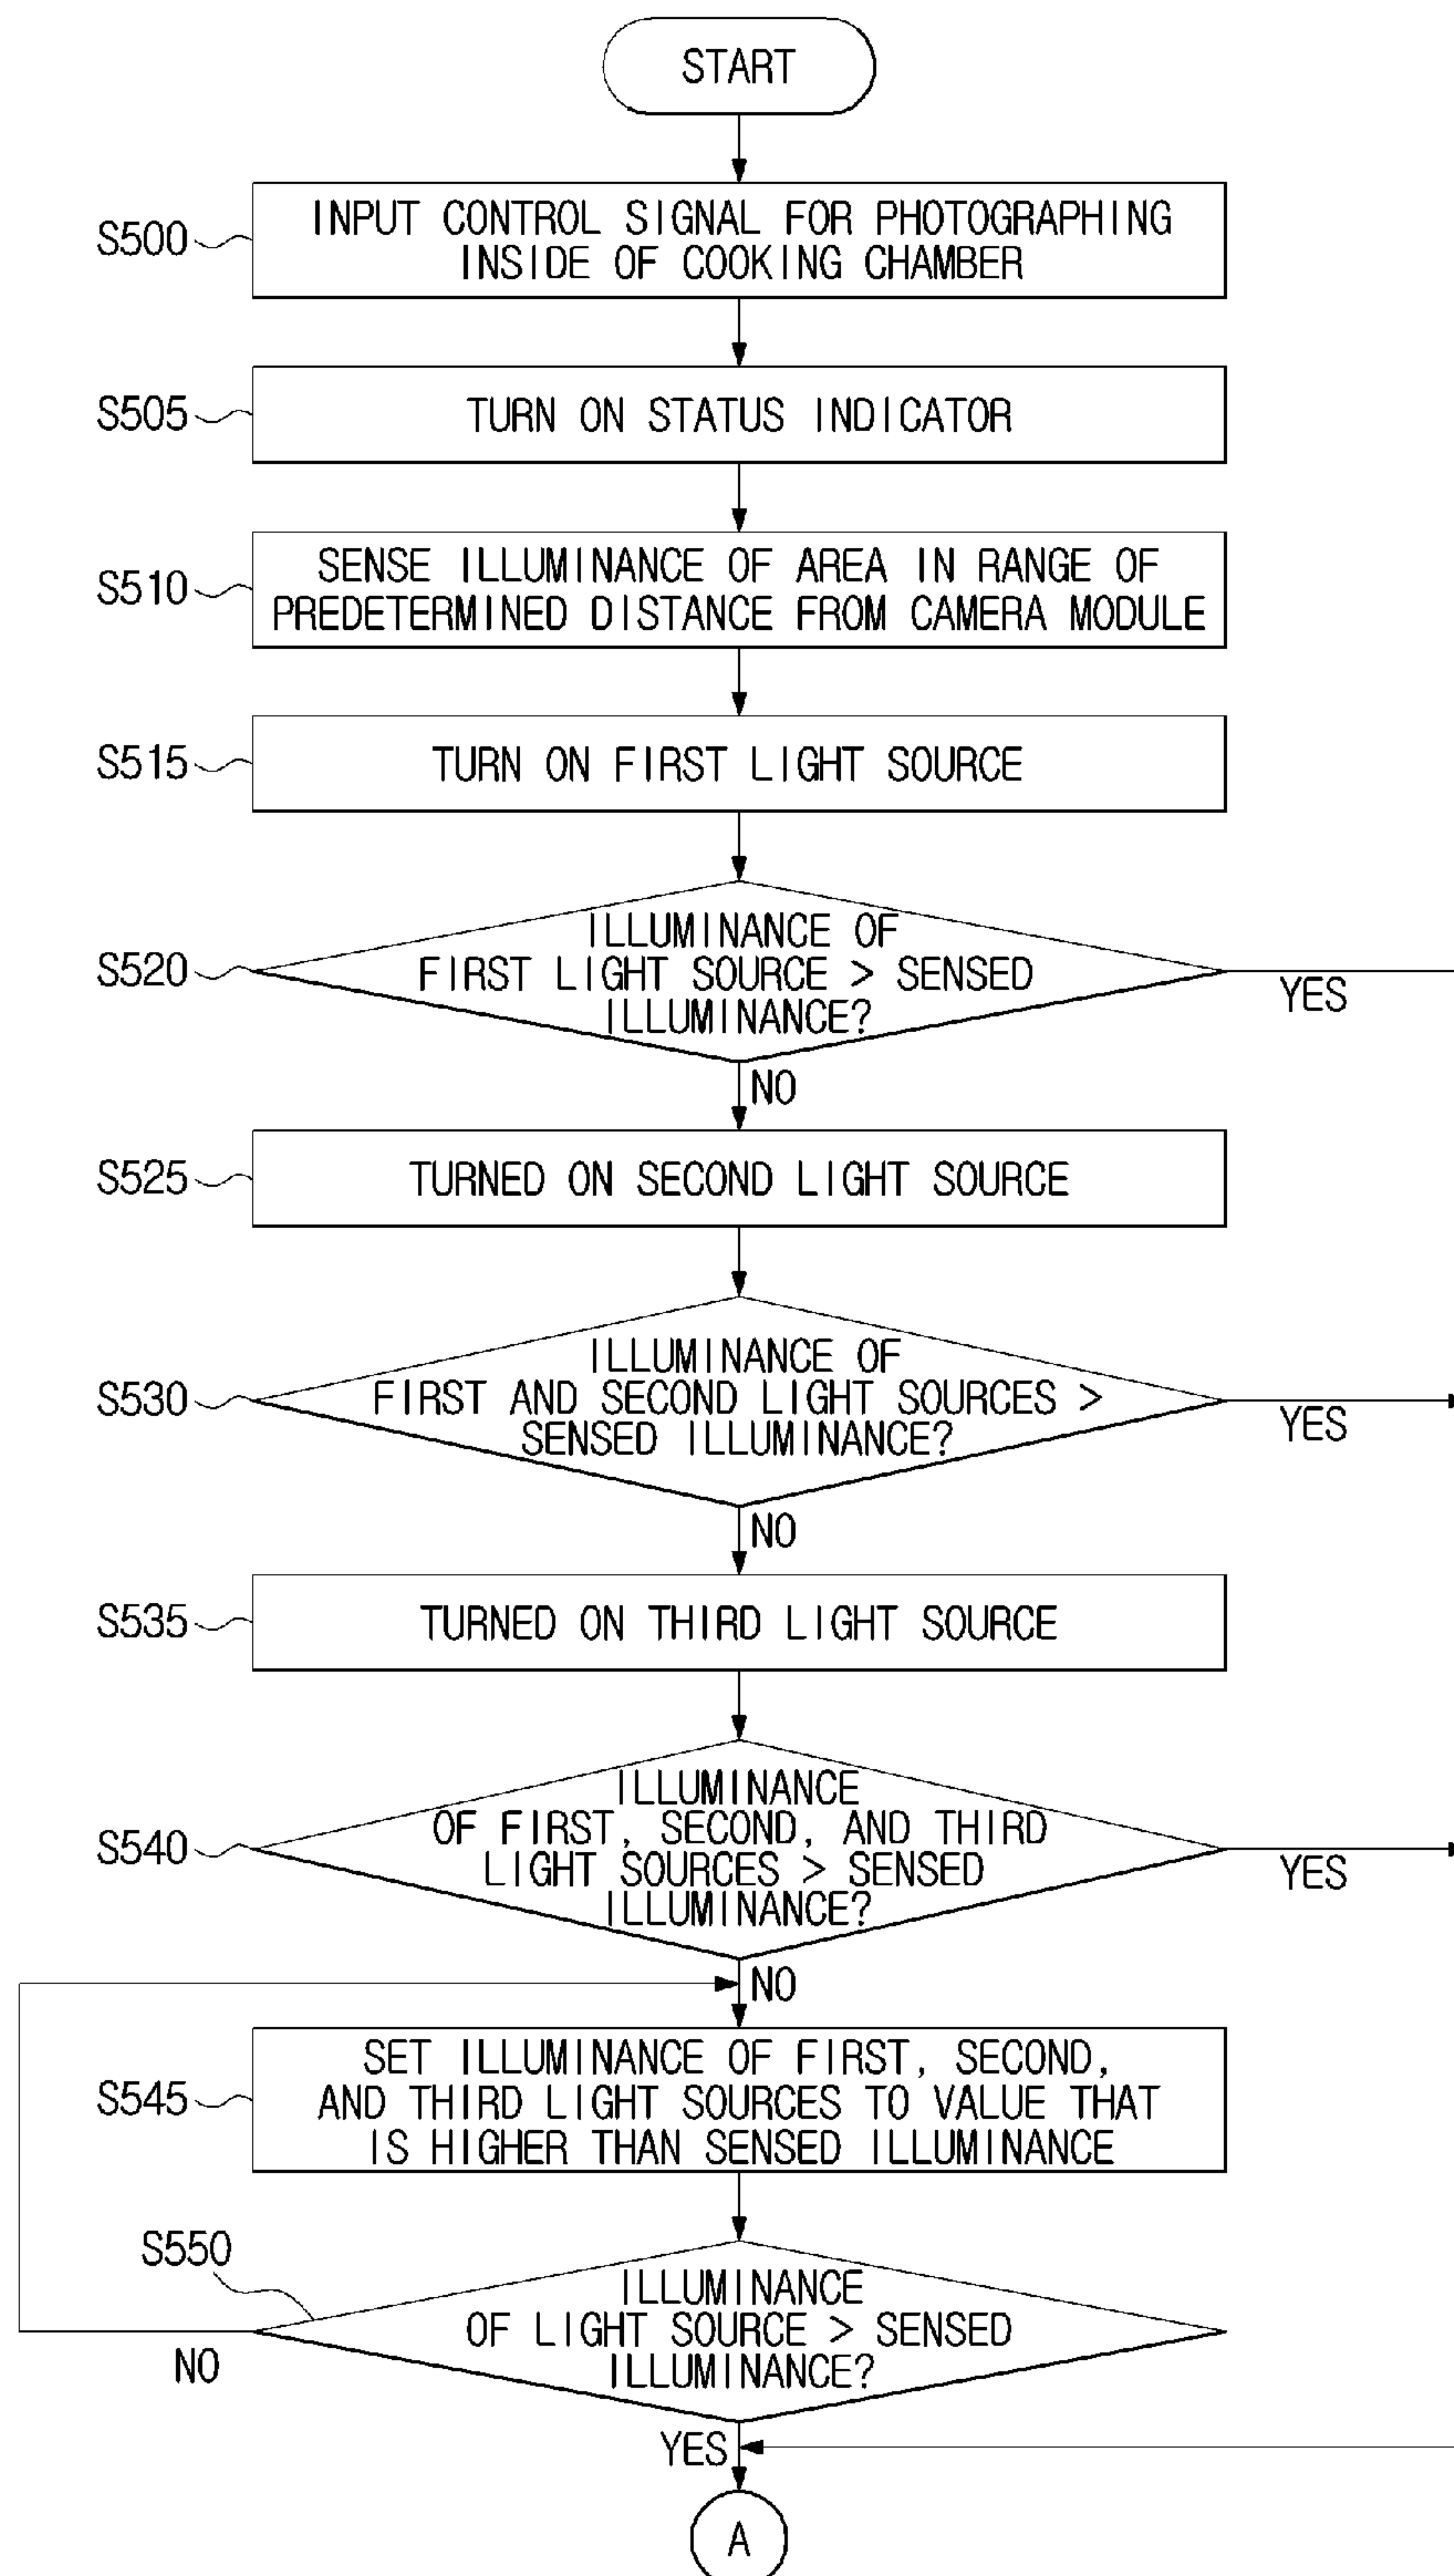 START
S500
INPUT CONTROL SIGNAL FOR PHOTOGRAPHING
INSIDE OF COOKING CHAMBER
S505
TURN ON STATUS INDICATOR
S510
SENSE ILLUMINANCE OF AREA IN RANGE OF
PREDETERMINED DISTANCE FROM CAMERA MODULE
S515
TURN ON FIRST LIGHT SOURCE
S520
ILLUMINANCE OF
FIRST LIGHT SOURCE > SENSED
ILLUMINANCE?
YES
NO
S525
TURNED ON SECOND LIGHT SOURCE
S530
ILLUMINANCE OF
FIRST AND SECOND LIGHT SOURCES >
SENSED ILLUMINANCE?
YES
NO
S535
TURNED ON THIRD LIGHT SOURCE
S540
ILLUMINANCE
OF FIRST, SECOND, AND THIRD
LIGHT SOURCES > SENSED
ILLUMINANCE?
YES
NO
S545
SET ILLUMINANCE OF FIRST, SECOND,
AND THIRD LIGHT SOURCES TO VALUE THAT
IS HIGHER THAN SENSED ILLUMINANCE
S550
ILLUMINANCE
OF LIGHT SOURCE > SENSED
ILLUMINANCE?
NO
YES
A